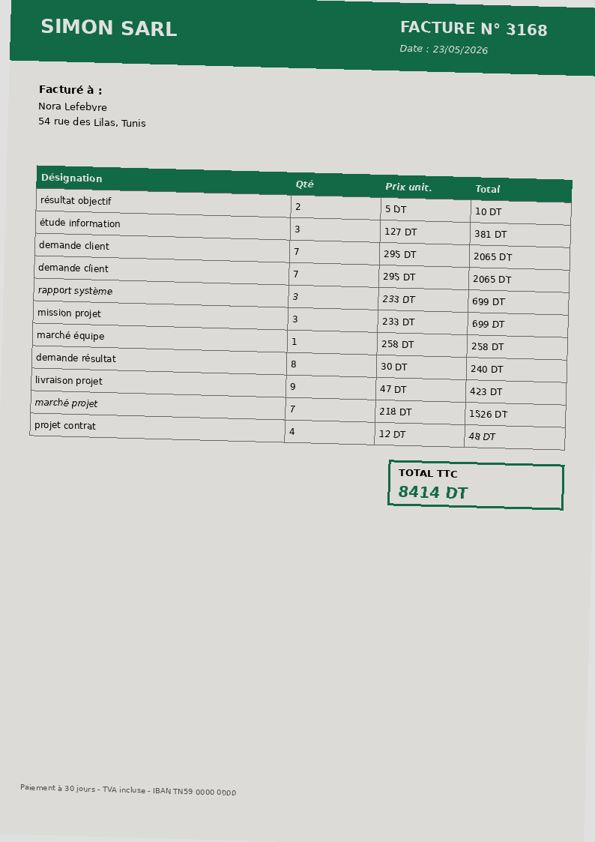 SIMON SARL
FACTURE N° 3168
Date : 23/05/2026
Facturé à :
Nora Lefebvre
54 rue des Lilas, Tunis
Désignation Qté Prix unit. Total
résultat objectif 2 5 DT 10 DT
étude information 3 127 DT 381 DT
demande client 7 295 DT 2065 DT
demande client 7 295 DT 2065 DT
rapport système 3 233 DT 699 DT
mission projet 3 233 DT 699 DT
marché équipe 1 258 DT 258 DT
demande résultat 8 30 DT 240 DT
livraison projet 9 47 DT 423 DT
marché projet 7 218 DT 1526 DT
projet contrat 4 12 DT 48 DT
TOTAL TTC
8414 DT
Paiement à 30 jours - TVA incluse - IBAN TN59 0000 0000